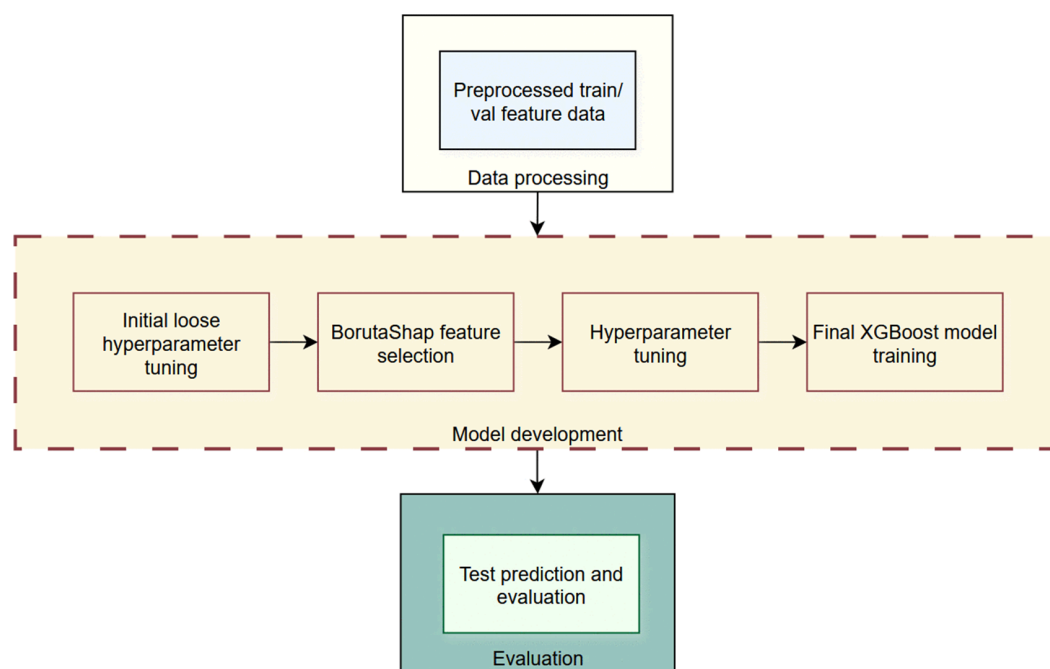 Preprocessed train/
val feature data
Data processing
Initial loose
hyperparameter
tuning
BorutaShap feature
selection
Hyperparameter
tuning
Final XGBoost model
training
Model development
Test prediction and
evaluation
Evaluation